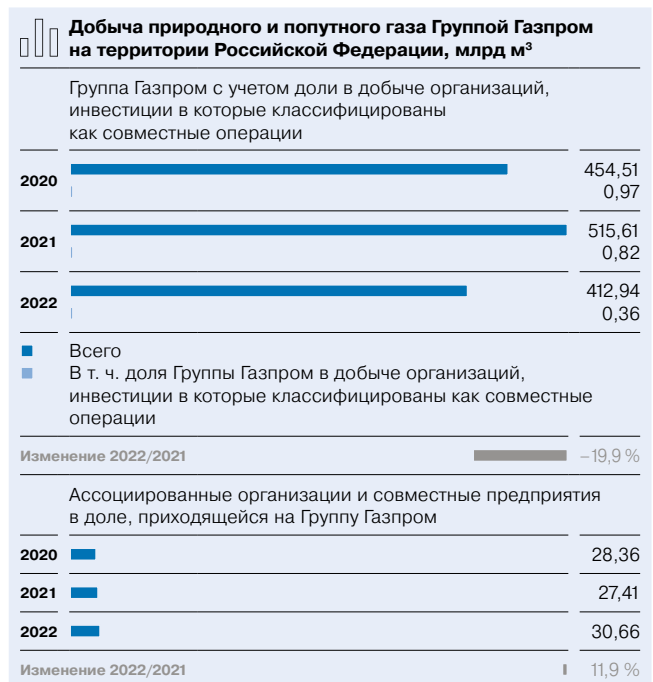 Добыча природного и попутного газа Группой Газпром
на территории Российской Федерации, млрд м³
Группа Газпром с учетом доли в добыче организаций,
инвестиции в которые классифицированы
как совместные операции
2020
454,51
0,97
2021
515,61
0,82
2022
412,94
0,36
Всего
В т. ч. доля Группы Газпром в добыче организаций,
инвестиции в которые классифицированы как совместные
операции
Изменение 2022/2021 –19,9 %
Ассоциированные организации и совместные предприятия
в доле, приходящейся на Группу Газпром
2020 28,36
2021 27,41
2022 30,66
Изменение 2022/2021 11,9 %